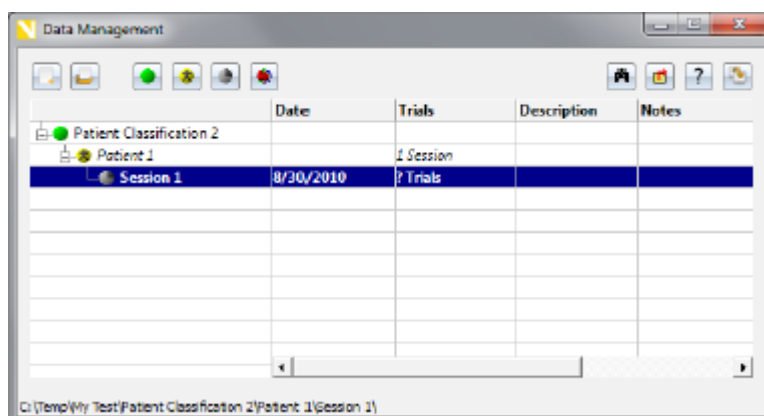 Data Management
?
Date Trials Description Notes
Patient Classification 2
Patient 1 1 Session
Session 1 8/30/2010 ? Trials
C:\Temp\My Test\Patient Classification 2\Patient 1\Session 1\